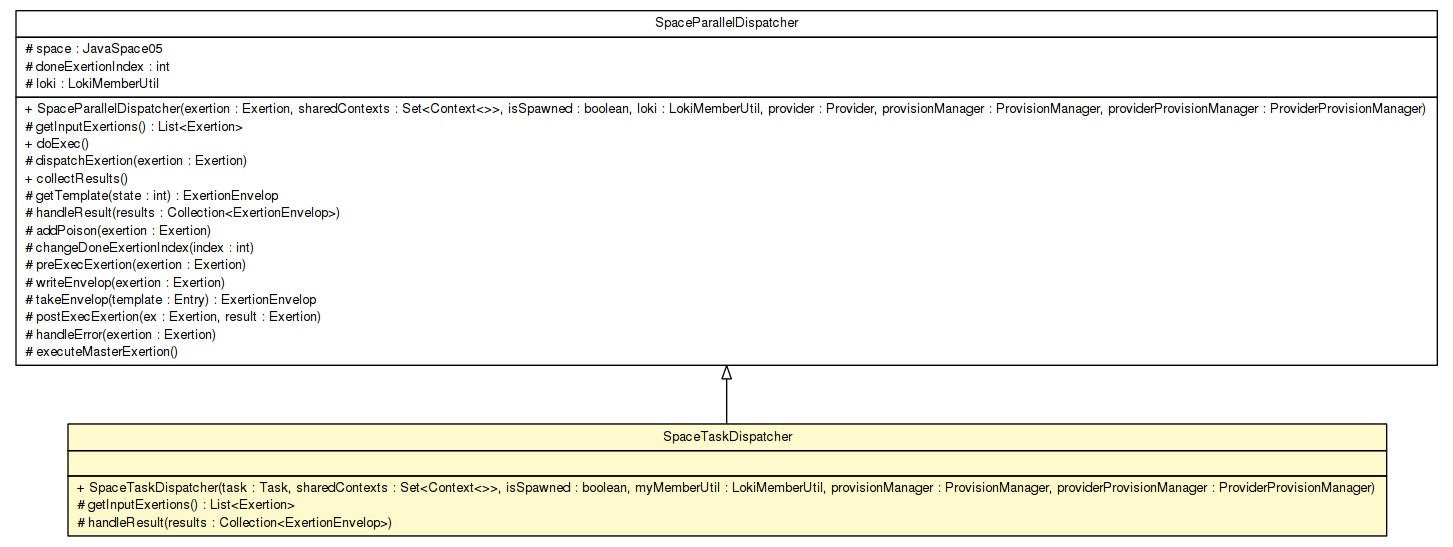 SpaceParallelDispatcher
# space : JavaSpace05
# doneExertionIndex : int
# loki : LokiMemberUtil
+ SpaceParallelDispatcher(exertion : Exertion, sharedContexts : Set<Context<>>, isSpawned : boolean, loki : LokiMemberUtil, provider : Provider, provisionManager : ProvisionManager, providerProvisionManager : ProviderProvisionManager)
# getInputExertions() : List<Exertion>
+ doExec()
# dispatchExertion(exertion : Exertion)
+ collectResults()
# getTemplate(state : int) : ExertionEnvelop
# handleResult(results : Collection<ExertionEnvelop>)
# addPoison(exertion : Exertion)
# changeDoneExertionIndex(index : int)
# preExecExertion(exertion : Exertion)
# writeEnvelop(exertion : Exertion)
# takeEnvelop(template : Entry) : ExertionEnvelop
# postExecExertion(ex : Exertion, result : Exertion)
# handleError(exertion : Exertion)
# executeMasterExertion()
SpaceTaskDispatcher
+ SpaceTaskDispatcher(task : Task, sharedContexts : Set<Context<>>, isSpawned : boolean, myMemberUtil : LokiMemberUtil, provisionManager : ProvisionManager, providerProvisionManager : ProviderProvisionManager)
# getInputExertions() : List<Exertion>
# handleResult(results : Collection<ExertionEnvelop>)